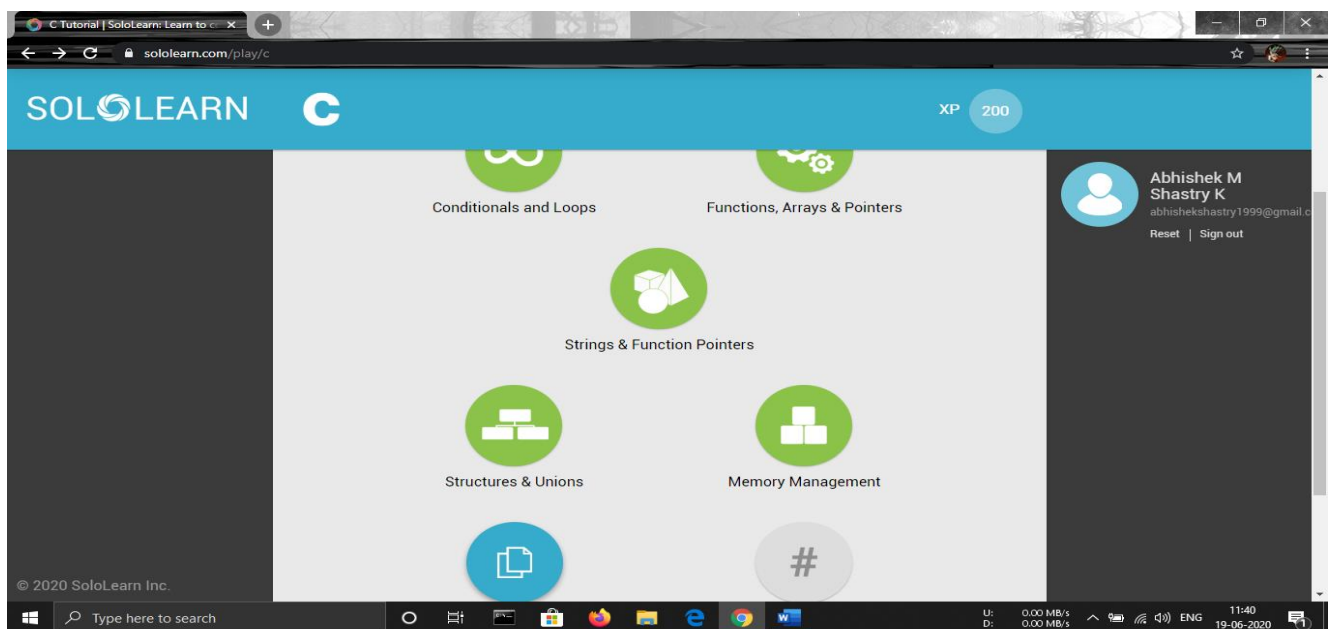 C Tutorial | SoloLearn: Learn to c
sololearn.com/play/c
SOLOLEARN C XP 200
Conditionals and Loops
Functions, Arrays & Pointers
Abhishek M
Shastry K
abhishekshastry1999@gmail.c
Reset | Sign out
Strings & Function Pointers
Structures & Unions
Memory Management
#
© 2020 SoloLearn Inc.
Type here to search
U: 0.00 MB/s
D: 0.00 MB/s
ENG
11:40
19-06-2020